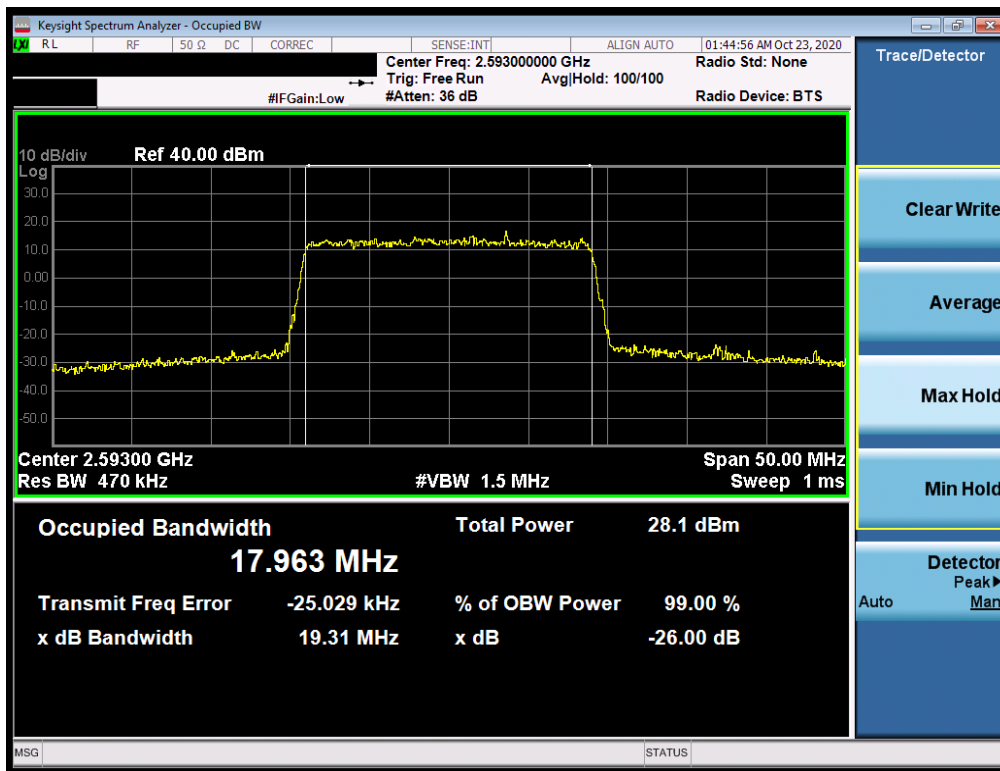 Keysight Spectrum Analyzer - Occupied BW
LXI RL RF 50 Ω DC CORREC SENSE:INT ALIGN AUTO 01:44:56 AM Oct 23, 2020
Center Freq: 2.593000000 GHz Radio Std: None
Trig: Free Run Avg|Hold: 100/100
#IFGain:Low #Atten: 36 dB Radio Device: BTS
10 dB/div Ref 40.00 dBm
Log
30.0
20.0
10.0
0.00
-10.0
-20.0
-30.0
-40.0
-50.0
Center 2.59300 GHz Span 50.00 MHz
Res BW 470 kHz #VBW 1.5 MHz Sweep 1 ms
Occupied Bandwidth Total Power 28.1 dBm
17.963 MHz
Transmit Freq Error -25.029 kHz % of OBW Power 99.00 %
x dB Bandwidth 19.31 MHz x dB -26.00 dB
MSG STATUS
Trace/Detector
Clear Write
Average
Max Hold
Min Hold
Detector
Peak▶
Auto Man